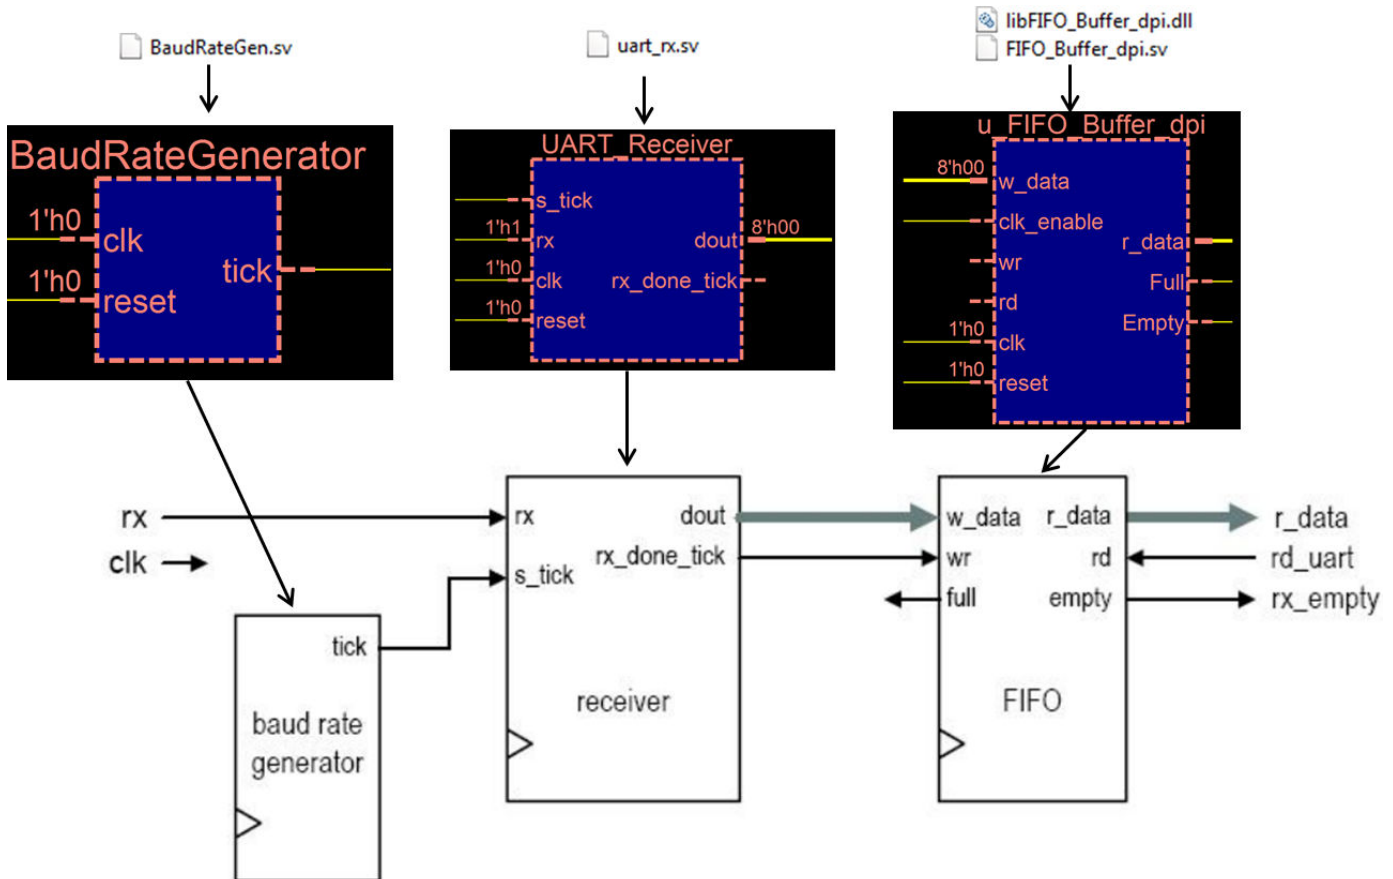 BaudRateGen.sv
uart_rx.sv
libFIFO_Buffer_dpi.dll
FIFO_Buffer_dpi.sv
BaudRateGenerator
1'h0
clk
1'h0
reset
tick
UART_Receiver
s_tick
1'h1
rx
1'h0
clk
1'h0
reset
dout
8'h00
rx_done_tick
u_FIFO_Buffer_dpi
8'h00
w_data
clk_enable
wr
rd
1'h0
clk
1'h0
reset
r_data
Full
Empty
rx
clk
tick
baud rate
generator
rx
s_tick
dout
rx_done_tick
receiver
w_data
wr
full
r_data
rd
empty
FIFO
r_data
rd_uart
rx_empty